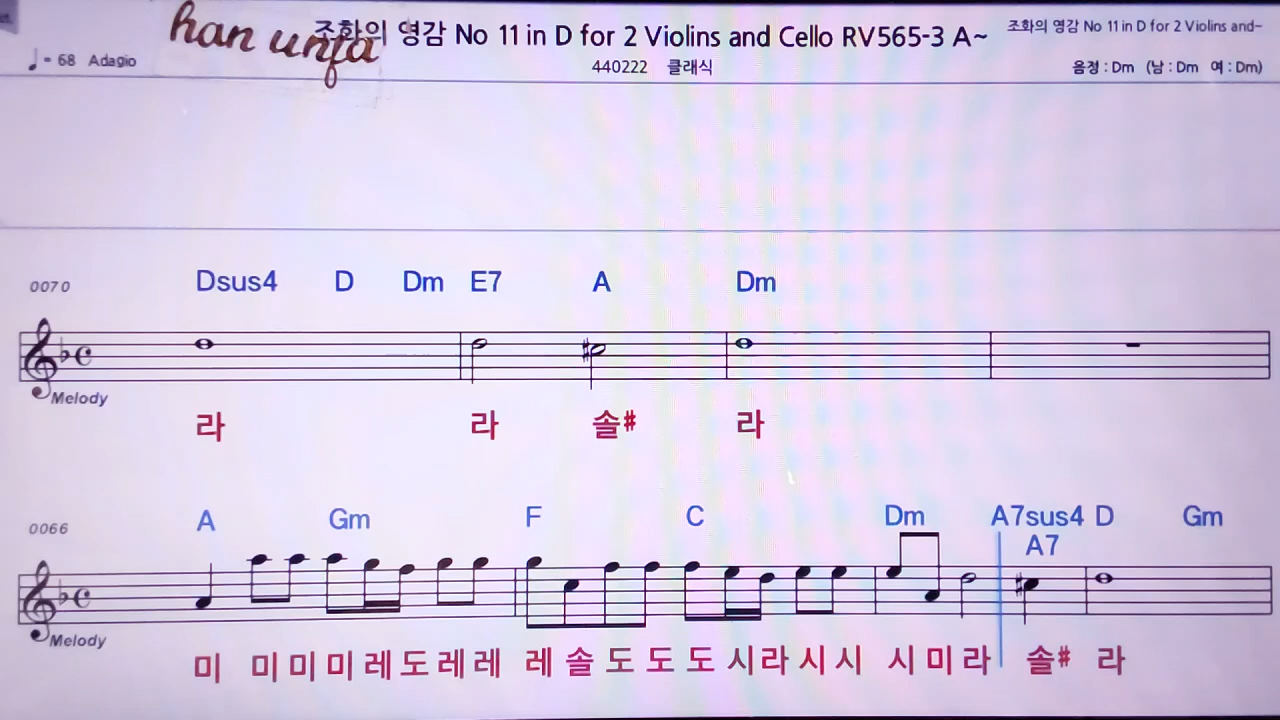 han unfa
조화의 영감 No 11 in D for 2 Violins and Cello RV565-3 A~
조화의 영감 No 11 in D for 2 Violins and~
= 68 Adagio
440222 클래식
음정 : Dm (남 : Dm 여 : Dm)
0070
Dsus4 D Dm E7 A Dm
Melody
라 라 솔# 라
0066
A Gm F C Dm A7sus4 D Gm
A7
Melody
미 미 미 미 레 도 레 레 레 솔 도 도 도 시 라 시 시 시 미 라 솔# 라